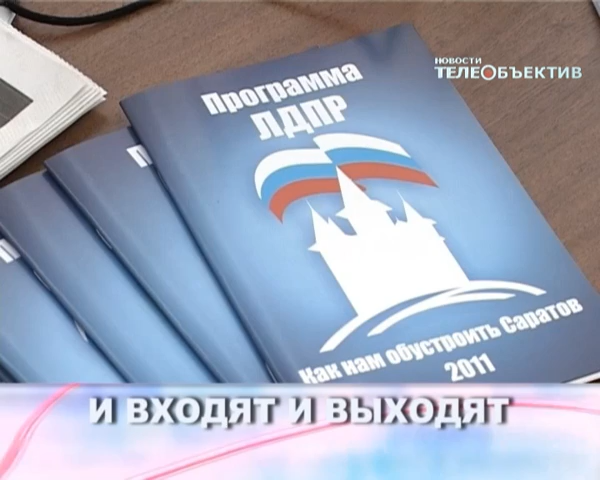 НОВОСТИ
ТЕЛЕОБЪЕКТИВ
Программа
ЛДПР
Как нам обустроить Саратов
2011
И ВХОДЯТ И ВЫХОДЯТ